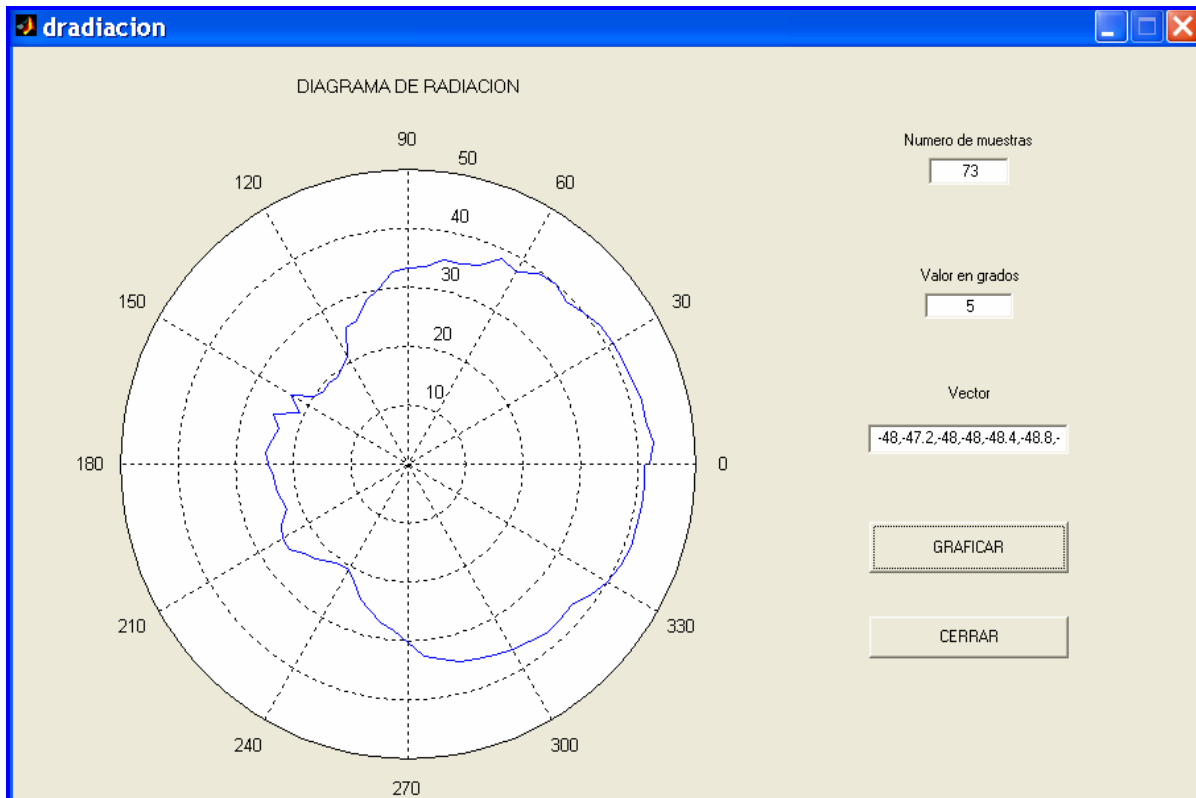 dradiacion
DIAGRAMA DE RADIACION
90
50
120
60
40
150
30
30
20
10
180
0
210
330
240
300
270
Numero de muestras
73
Valor en grados
5
Vector
-48,-47.2,-48,-48,-48.4,-48.8,-
GRAFICAR
CERRAR